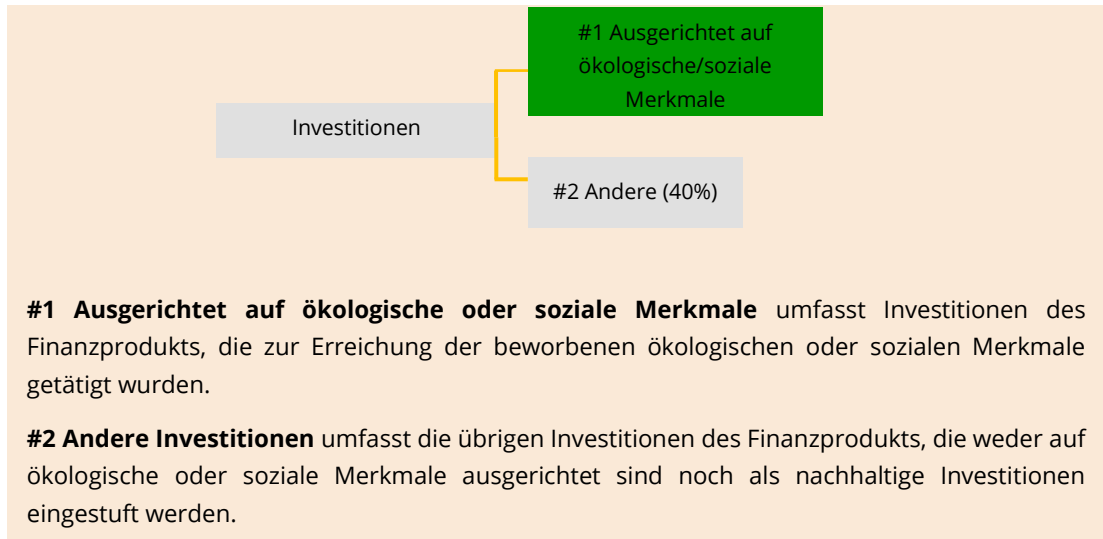 #1 Ausgerichtet auf
ökologische/soziale
Merkmale
Investitionen
#2 Andere (40%)
#1 Ausgerichtet auf ökologische oder soziale Merkmale umfasst Investitionen des
Finanzprodukts, die zur Erreichung der beworbenen ökologischen oder sozialen Merkmale
getätigt wurden.
#2 Andere Investitionen umfasst die übrigen Investitionen des Finanzprodukts, die weder auf
ökologische oder soziale Merkmale ausgerichtet sind noch als nachhaltige Investitionen
eingestuft werden.